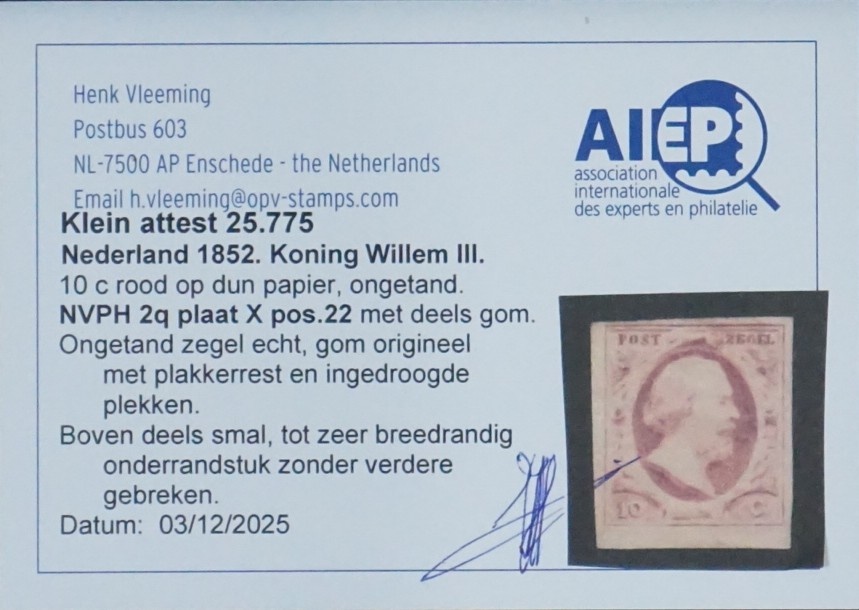 Henk Vleeming
Postbus 603
NL-7500 AP Enschede - the Netherlands
Email h.vleeming@opv-stamps.com
AIEP
association
internationale
des experts en philatelie
Klein attest 25.775
Nederland 1852. Koning Willem III.
10 c rood op dun papier, ongetand.
NVPH 2q plaat X pos.22 met deels gom.
Ongetand zegel echt, gom origineel
met plakkerrest en ingedroogde
plekken.
Boven deels smal, tot zeer breedrandig
onderrandstuk zonder verdere
gebreken.
Datum: 03/12/2025
POST ZEGEL
10 C